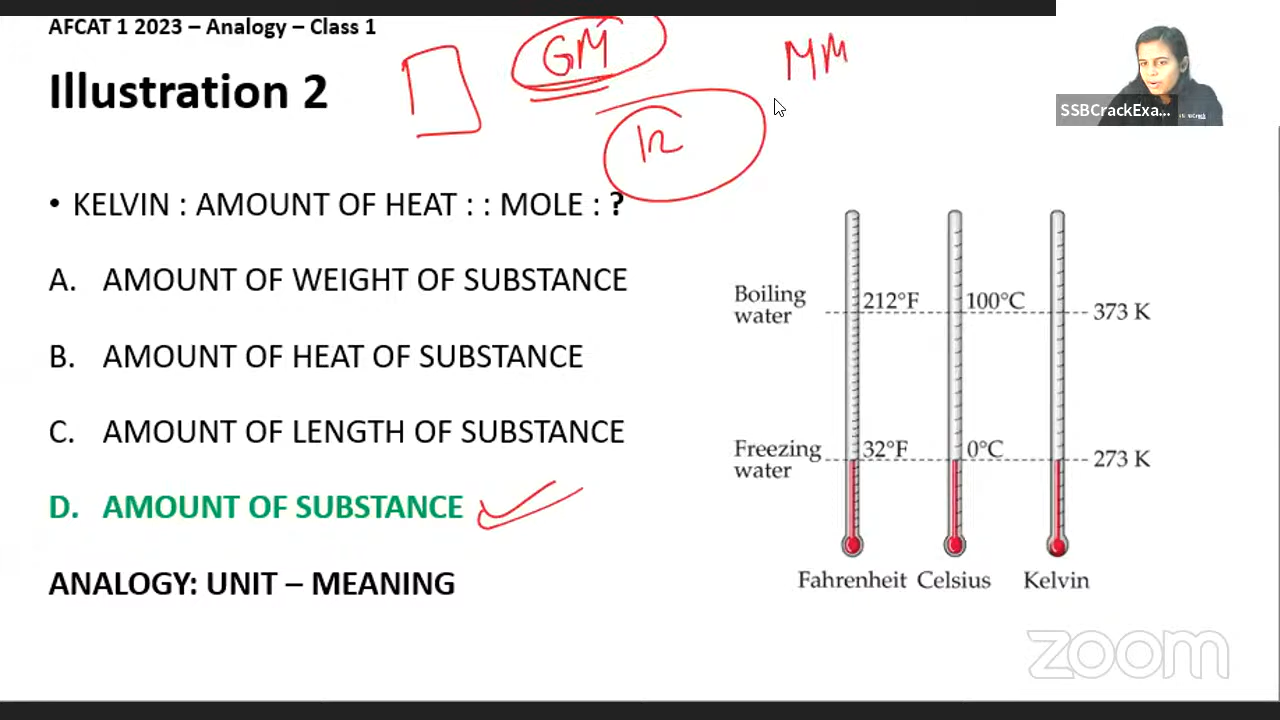 AFCAT 1 2023 – Analogy – Class 1
Illustration 2
GM
MM
12
SSBCrackExa...
• KELVIN : AMOUNT OF HEAT : : MOLE : ?
A. AMOUNT OF WEIGHT OF SUBSTANCE
B. AMOUNT OF HEAT OF SUBSTANCE
C. AMOUNT OF LENGTH OF SUBSTANCE
D. AMOUNT OF SUBSTANCE
ANALOGY: UNIT – MEANING
Boiling
water
212°F 100°C 373 K
Freezing
water
32°F 0°C 273 K
Fahrenheit Celsius Kelvin
zoom